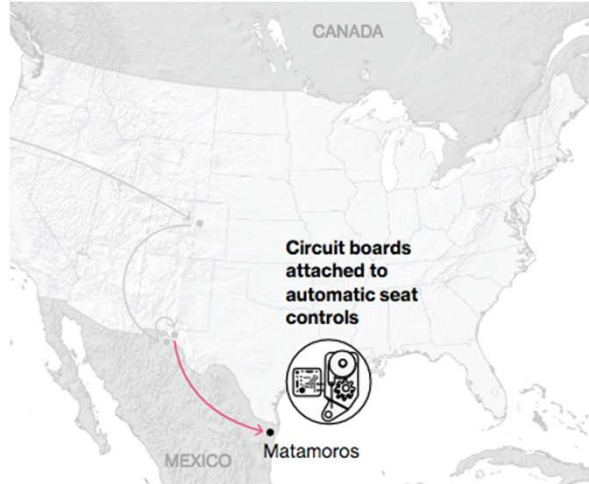 CANADA
Circuit boards
attached to
automatic seat
controls
Matamoros
MEXICO